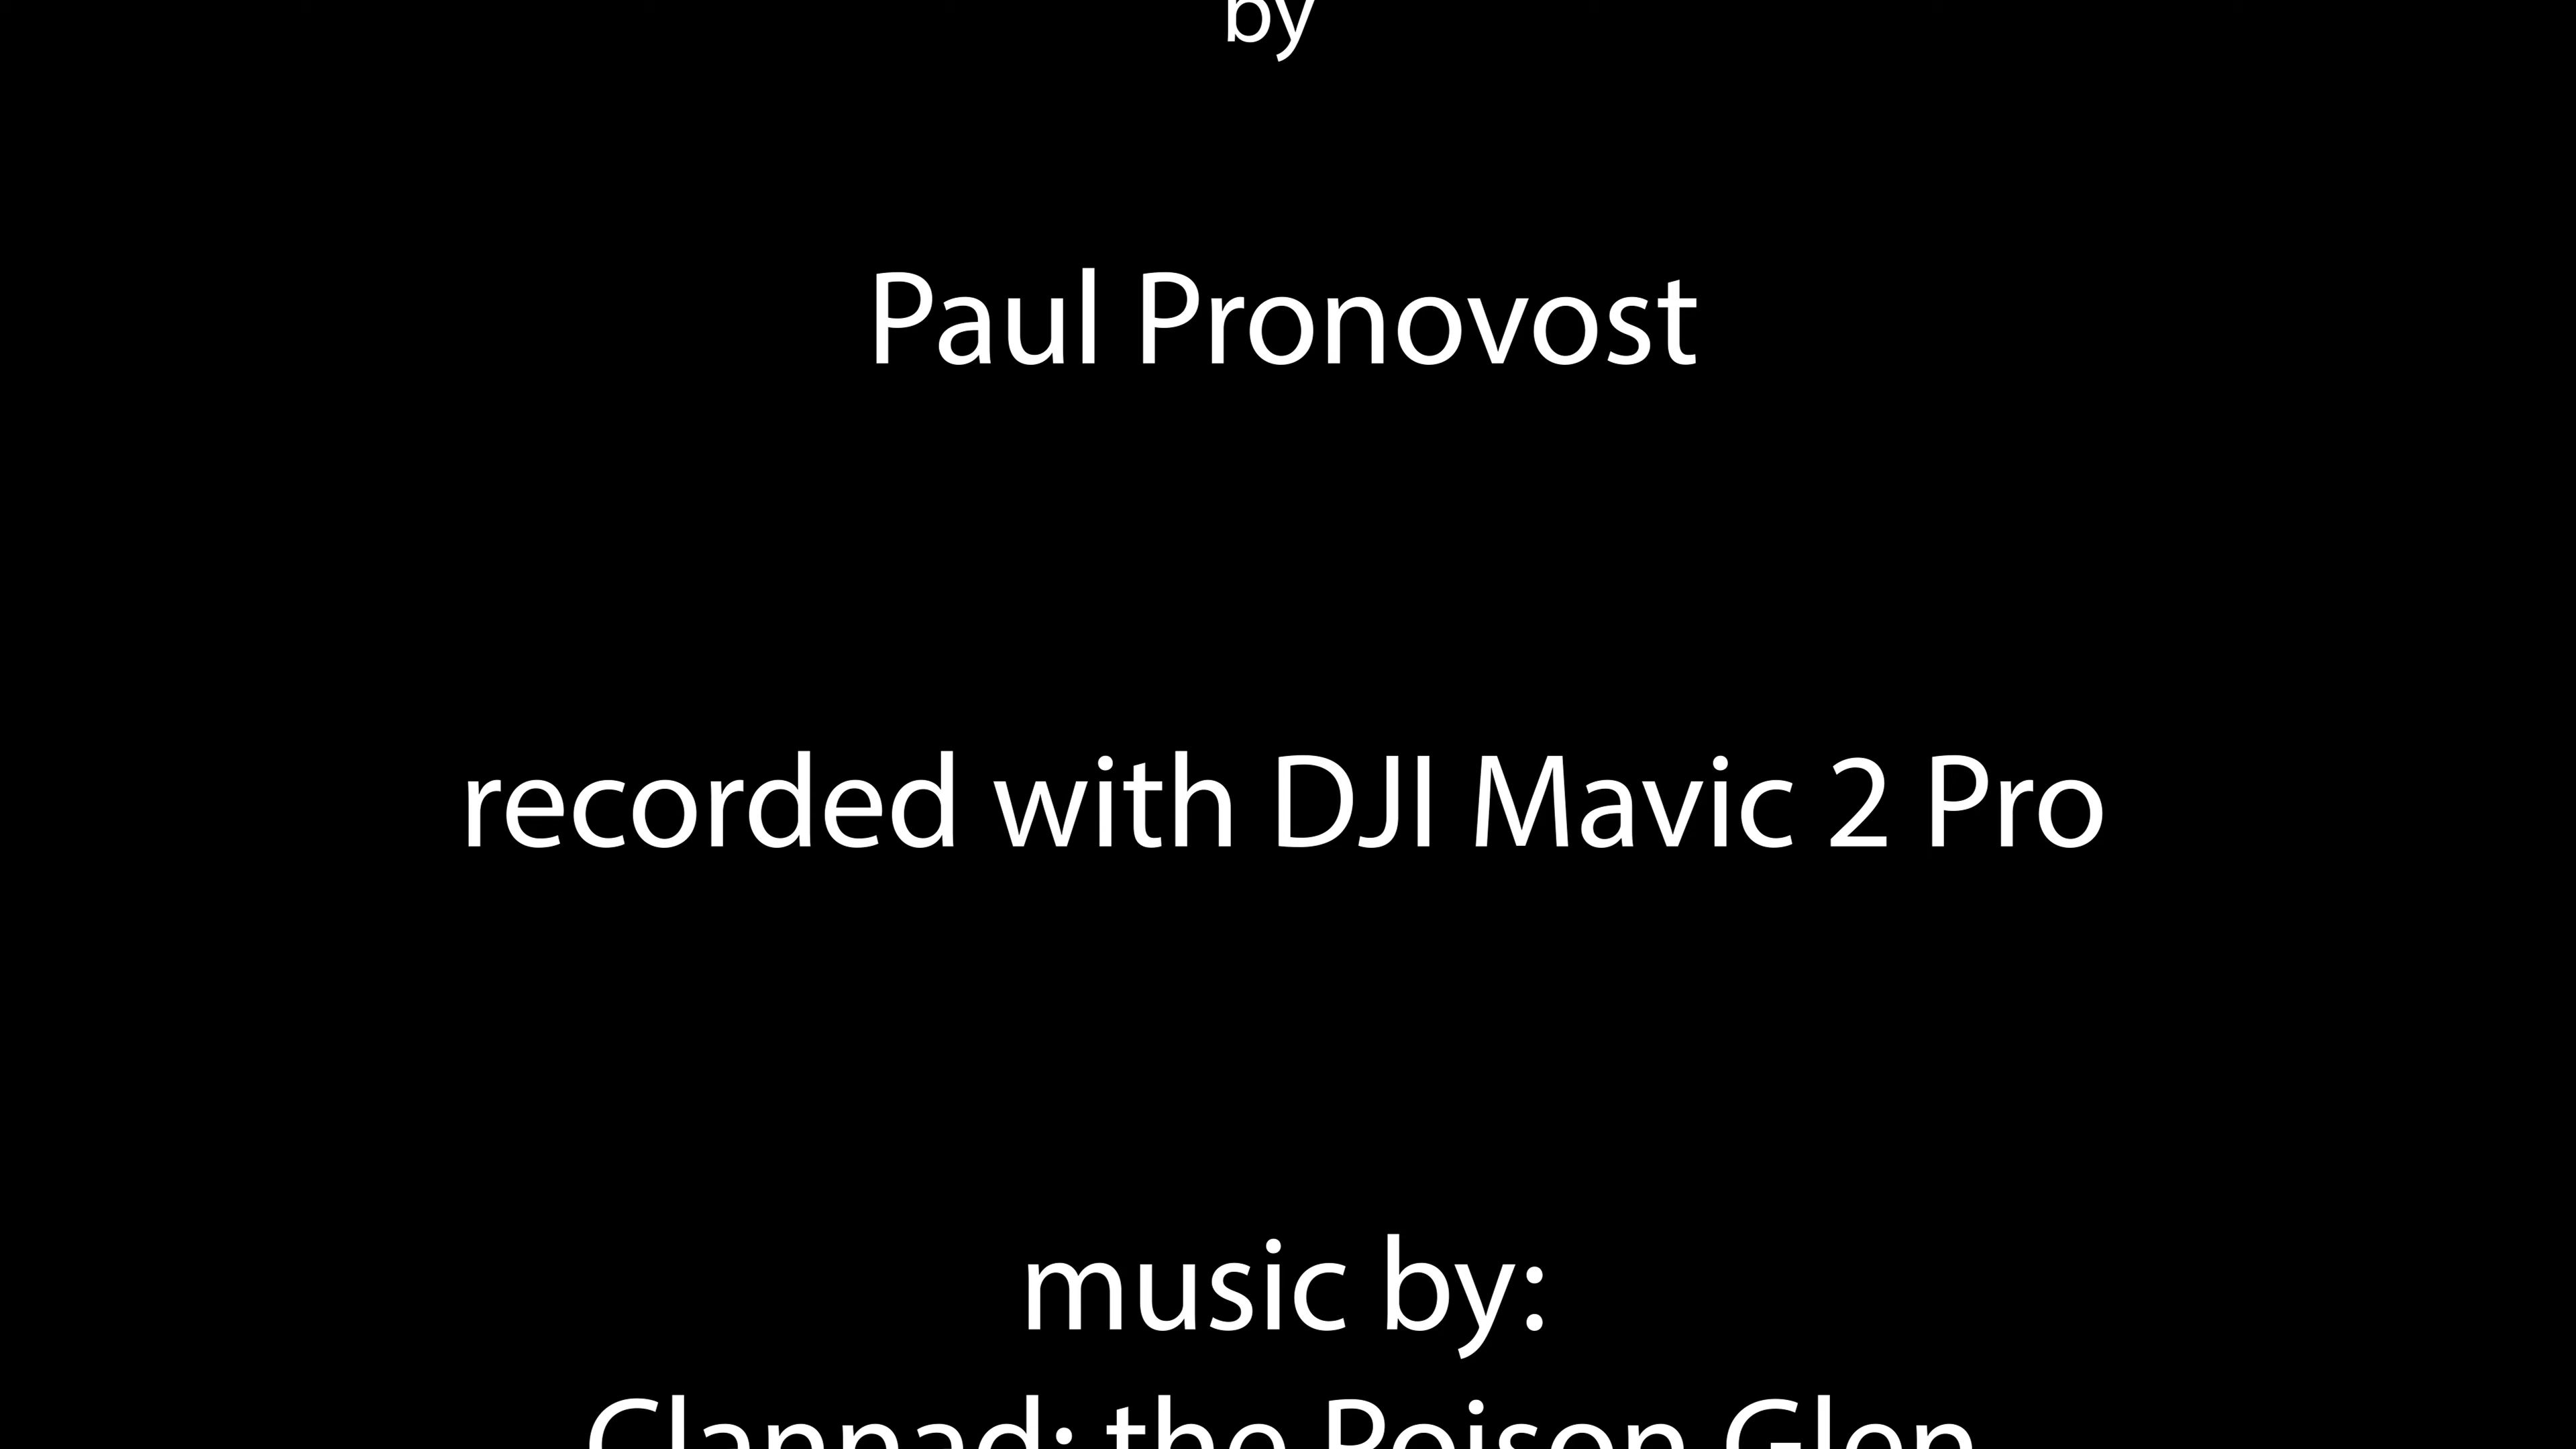 by
Paul Pronovost
recorded with DJI Mavic 2 Pro
music by:
Clannad: the Poison Glen